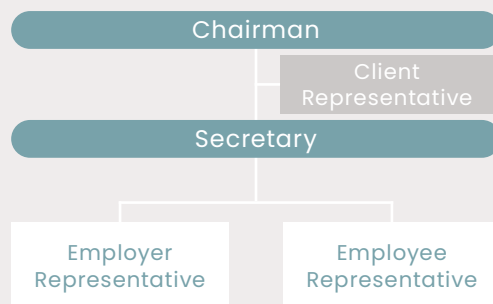 Chairman
Client
Representative
Secretary
Employer
Representative
Employee
Representative